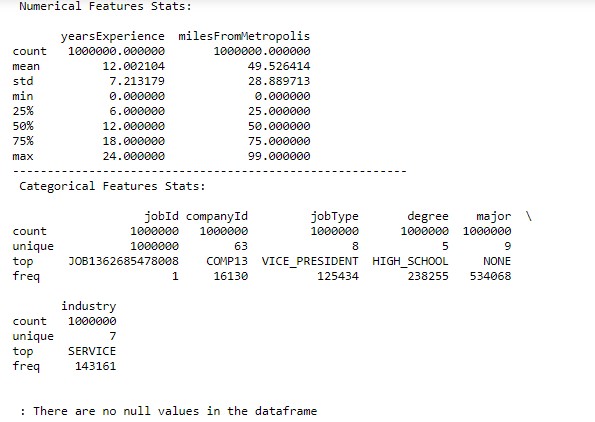 Numerical Features Stats:
yearsExperience milesFromMetropolis
count 1000000.000000 1000000.000000
mean 12.002104 49.526414
std 7.213179 28.889713
min 0.000000 0.000000
25% 6.000000 25.000000
50% 12.000000 50.000000
75% 18.000000 75.000000
max 24.000000 99.000000
---------------------------------------------------------
Categorical Features Stats:
jobId companyId jobType degree major \
count 1000000 1000000 1000000 1000000 1000000
unique 1000000 63 8 5 9
top JOB1362685478008 COMP13 VICE_PRESIDENT HIGH_SCHOOL NONE
freq 1 16130 125434 238255 534068
industry
count 1000000
unique 7
top SERVICE
freq 143161
: There are no null values in the dataframe